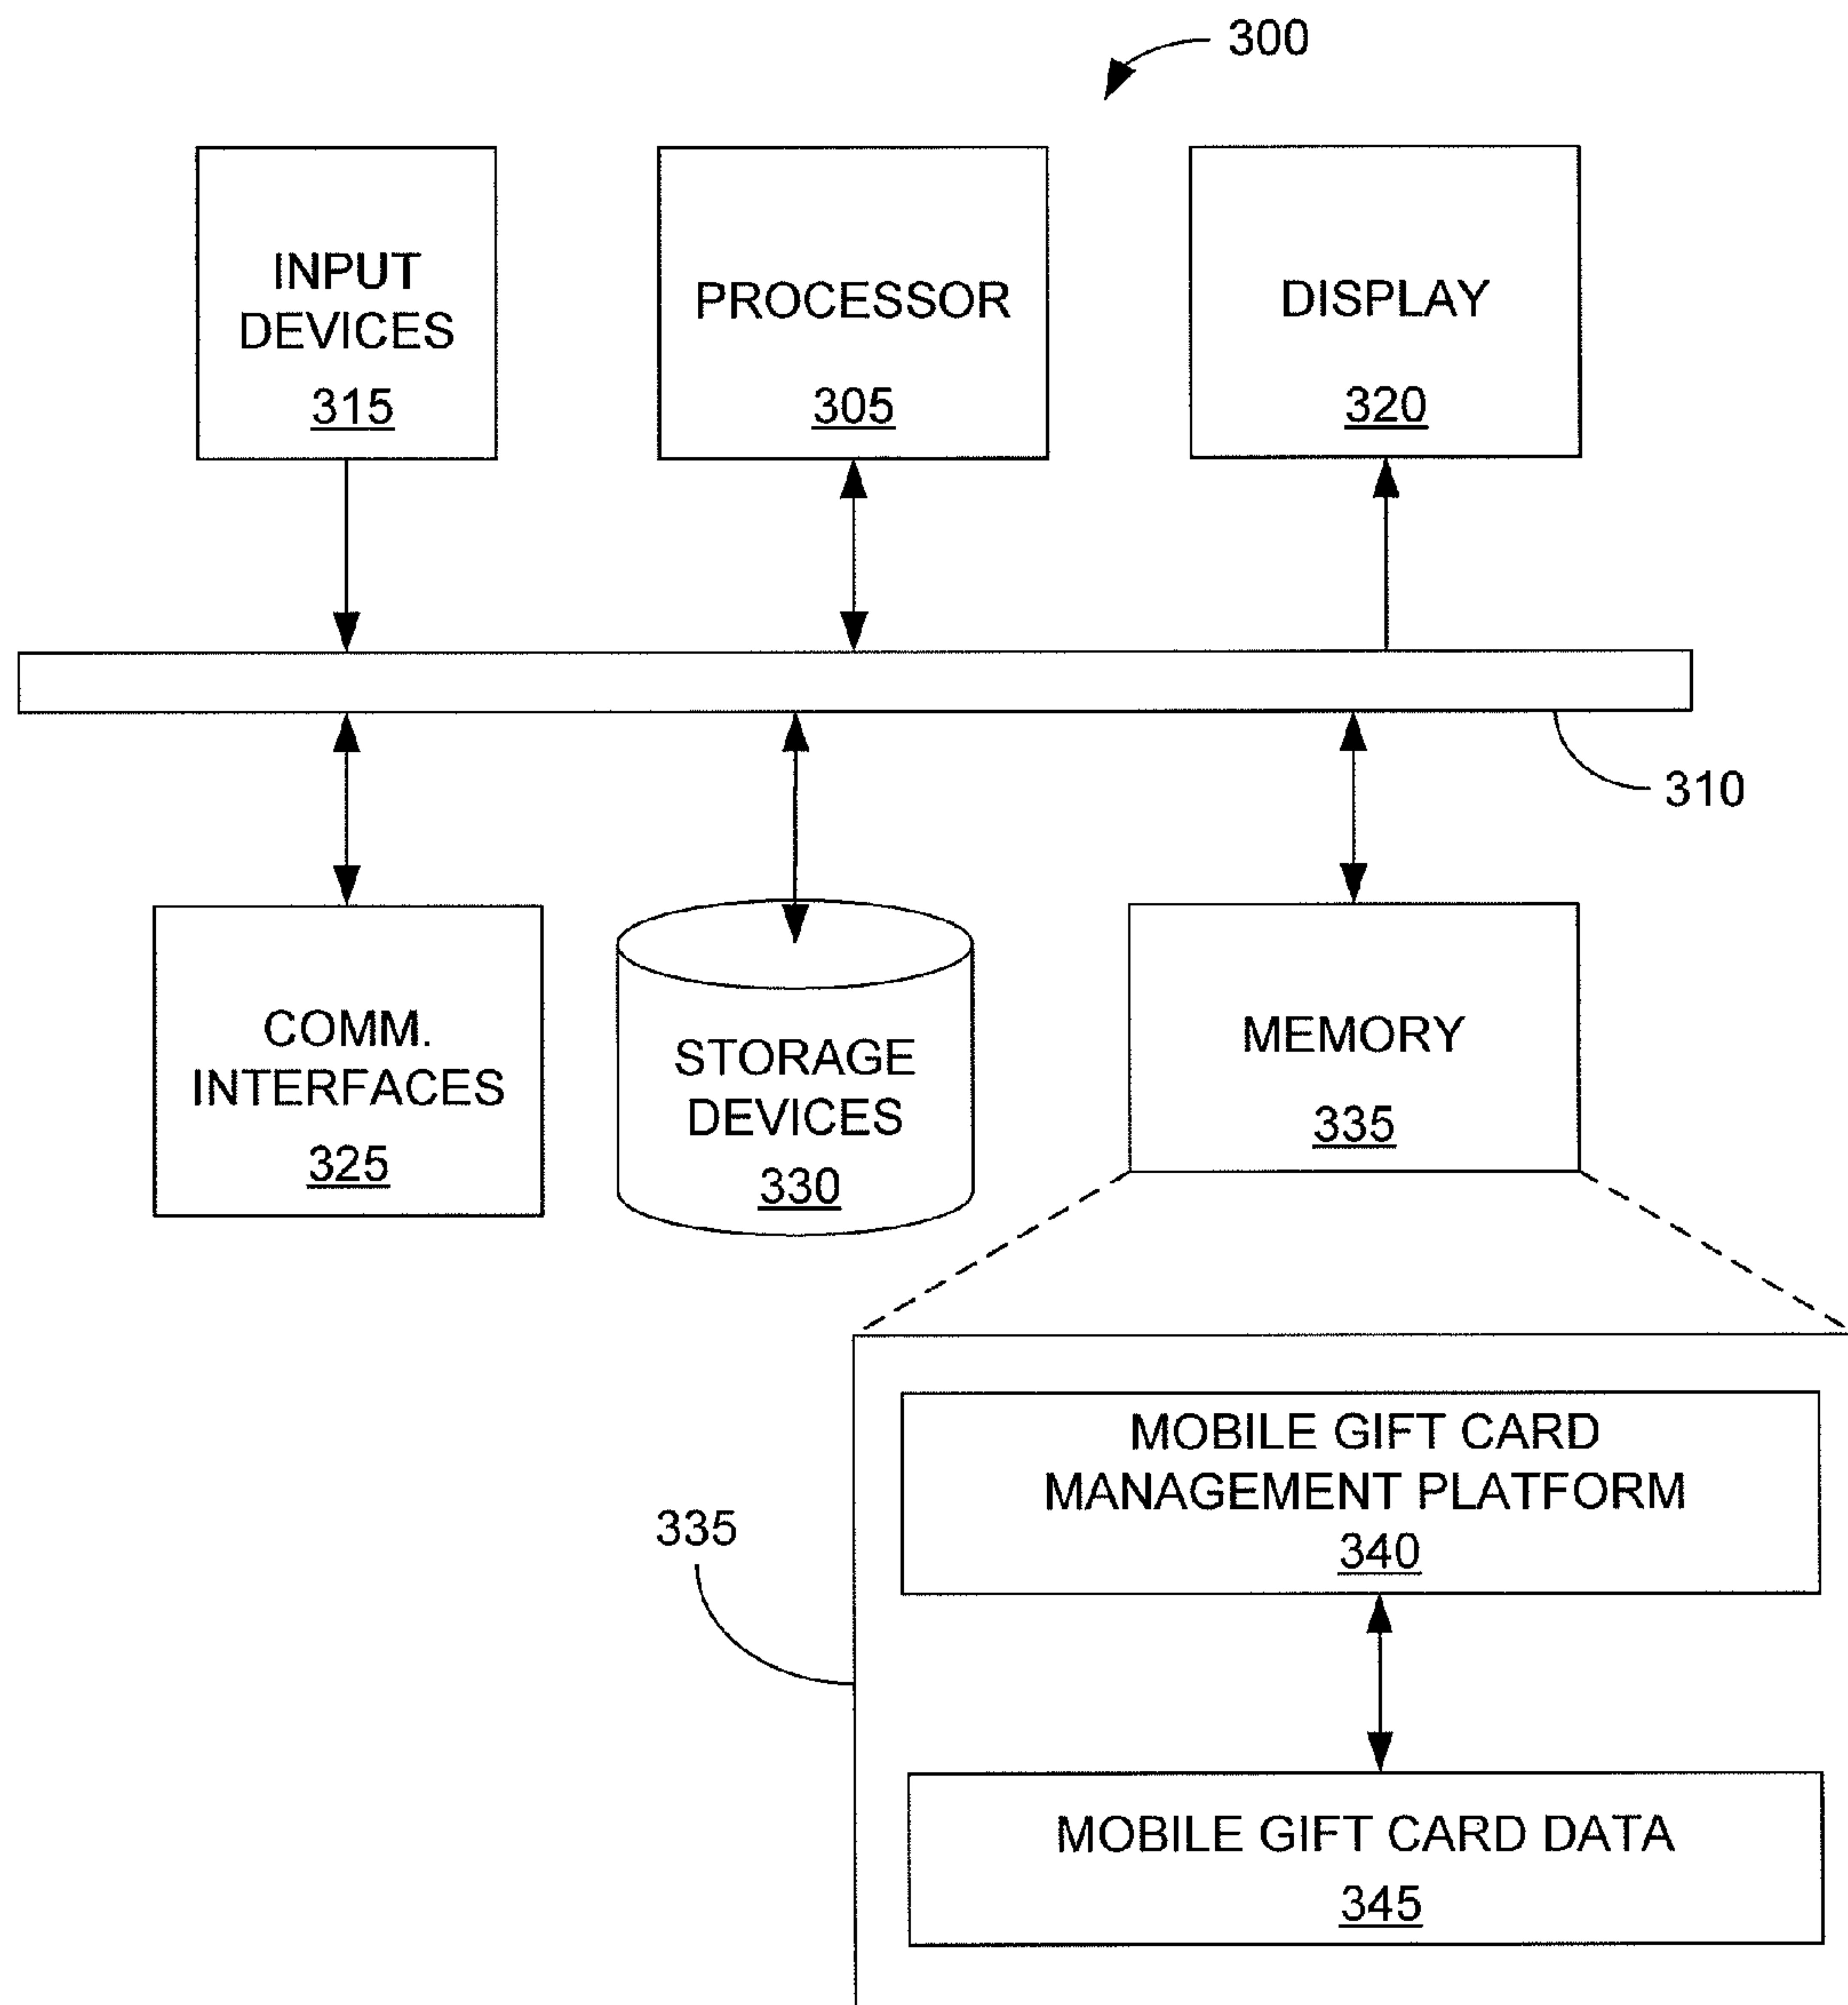 300
INPUT
DEVICES
315
PROCESSOR
305
DISPLAY
320
310
COMM.
INTERFACES
325
STORAGE
DEVICES
330
MEMORY
335
335
MOBILE GIFT CARD
MANAGEMENT PLATFORM
340
MOBILE GIFT CARD DATA
345